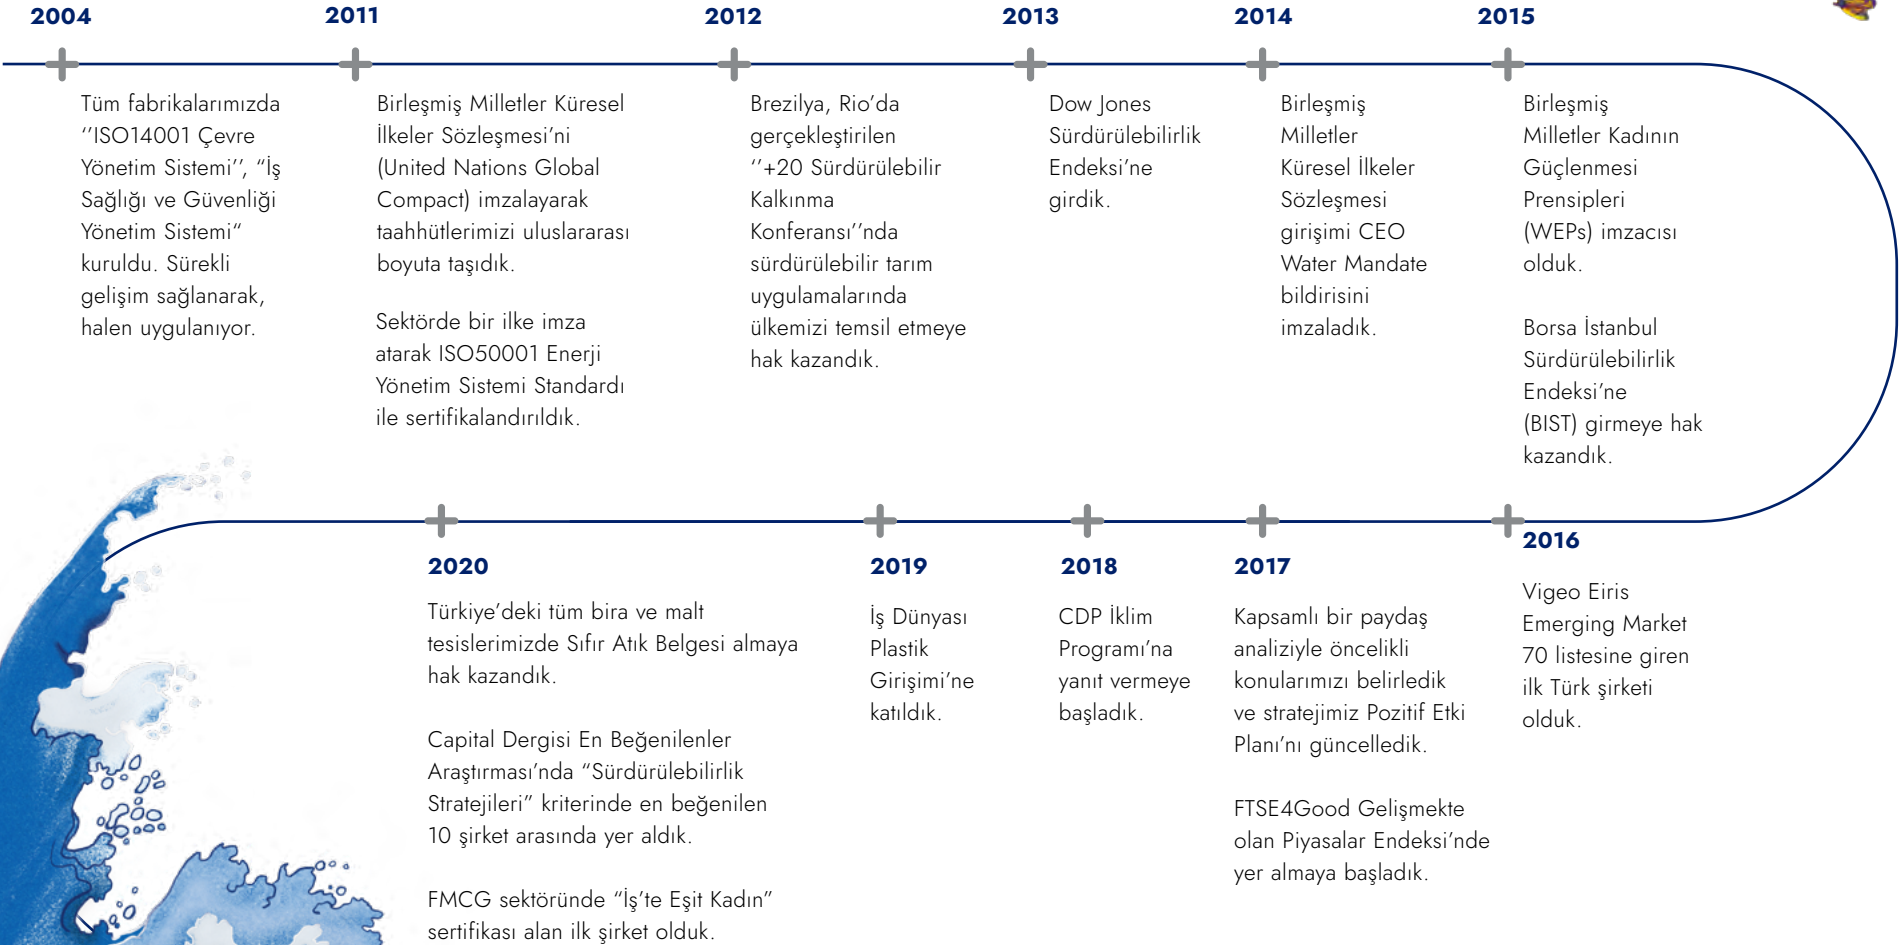 2004
Tüm fabrikalarımızda
‘’ISO14001 Çevre
Yönetim Sistemi’’, “İş
Sağlığı ve Güvenliği
Yönetim Sistemi“
kuruldu. Sürekli
gelişim sağlanarak,
halen uygulanıyor.
2011
Birleşmiş Milletler Küresel
İlkeler Sözleşmesi’ni
(United Nations Global
Compact) imzalayarak
taahhütlerimizi uluslararası
boyuta taşıdık.
Sektörde bir ilke imza
atarak ISO50001 Enerji
Yönetim Sistemi Standardı
ile sertifikalandırıldık.
2012
Brezilya, Rio’da
gerçekleştirilen
‘’+20 Sürdürülebilir
Kalkınma
Konferansı’’nda
sürdürülebilir tarım
uygulamalarında
ülkemizi temsil etmeye
hak kazandık.
2013
Dow Jones
Sürdürülebilirlik
Endeksi’ne
girdik.
2014
Birleşmiş
Milletler
Küresel İlkeler
Sözleşmesi
girişimi CEO
Water Mandate
bildirisini
imzaladık.
2015
Birleşmiş
Milletler Kadının
Güçlenmesi
Prensipleri
(WEPs) imzacısı
olduk.
Borsa İstanbul
Sürdürülebilirlik
Endeksi’ne
(BIST) girmeye hak
kazandık.
2016
Vigeo Eiris
Emerging Market
70 listesine giren
ilk Türk şirketi
olduk.
2017
Kapsamlı bir paydaş
analiziyle öncelikli
konularımızı belirledik
ve stratejimiz Pozitif Etki
Planı’nı güncelledik.
FTSE4Good Gelişmekte
olan Piyasalar Endeksi’nde
yer almaya başladık.
2018
CDP İklim
Programı’na
yanıt vermeye
başladık.
2019
İş Dünyası
Plastik
Girişimi’ne
katıldık.
2020
Türkiye’deki tüm bira ve malt
tesislerimizde Sıfır Atık Belgesi almaya
hak kazandık.
Capital Dergisi En Beğenilenler
Araştırması’nda “Sürdürülebilirlik
Stratejileri” kriterinde en beğenilen
10 şirket arasında yer aldık.
FMCG sektöründe “İş’te Eşit Kadın”
sertifikası alan ilk şirket olduk.